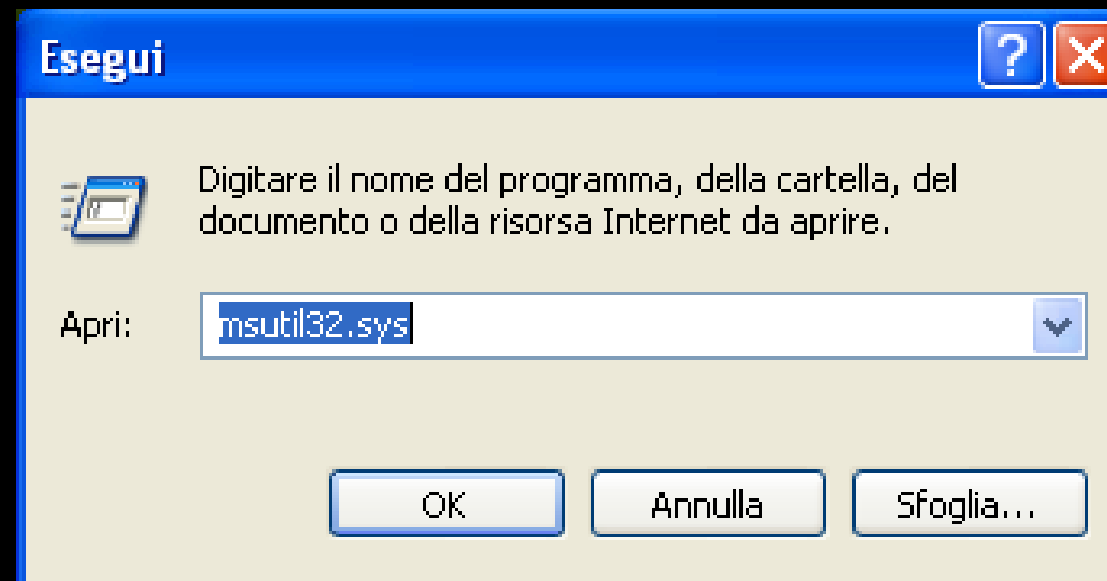 Esegui
Digitare il nome del programma, della cartella, del
documento o della risorsa Internet da aprire.
Apri: msutil32.sys
OK Annulla Sfoglia...